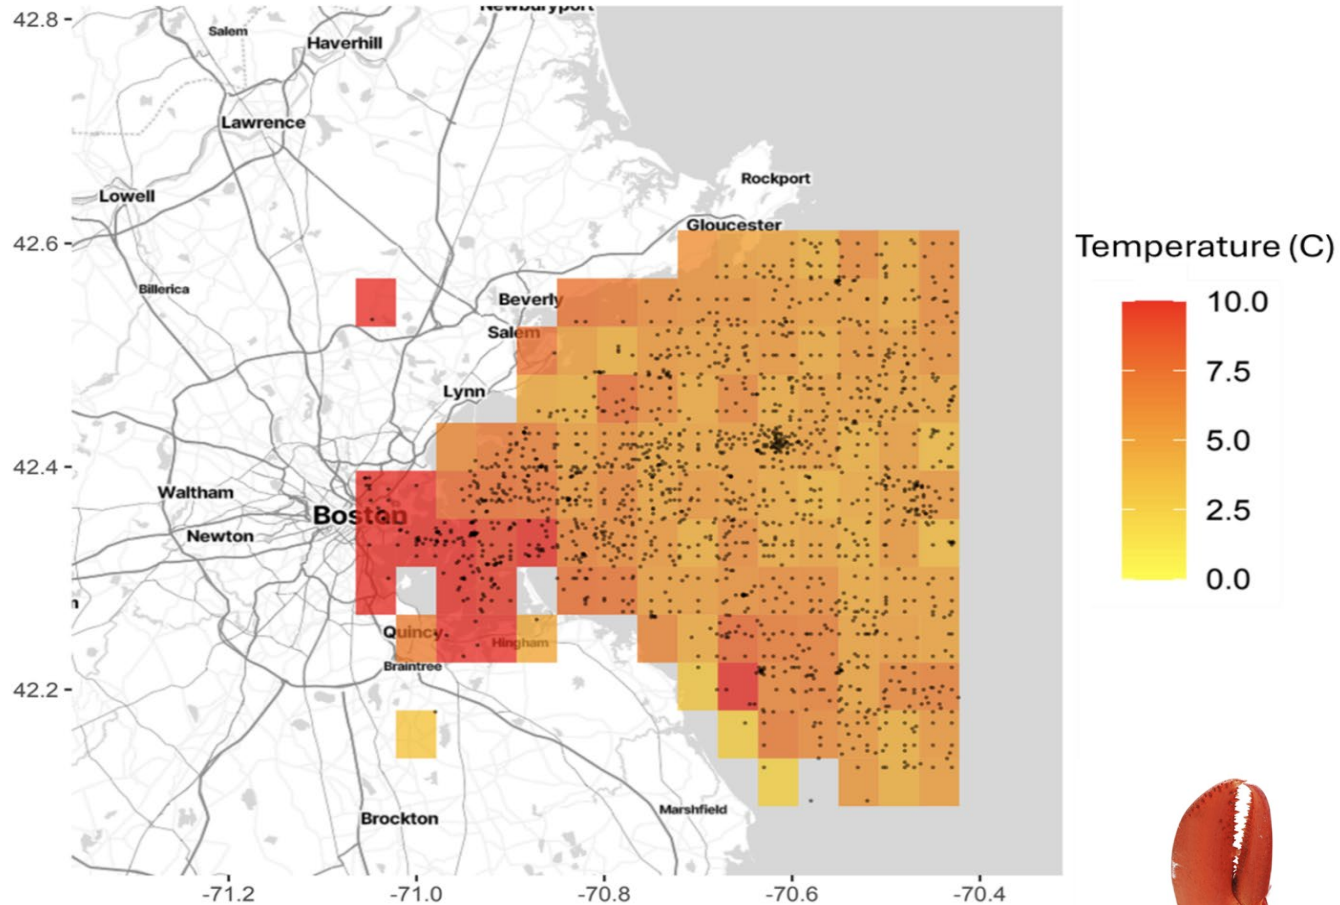 Newburyport
42.8
Salem
Haverhill
Lawrence
Rockport
Lowell
Gloucester
42.6
Temperature (C)
Billerica
Beverly
10.0
Salem
7.5
Lynn
5.0
42.4
Waltham
Boston
2.5
Newton
0.0
n
Quincy
Hingham
Braintree
42.2
Marshfield
Brockton
-71.2
-71.0
-70.8
-70.6
-70.4